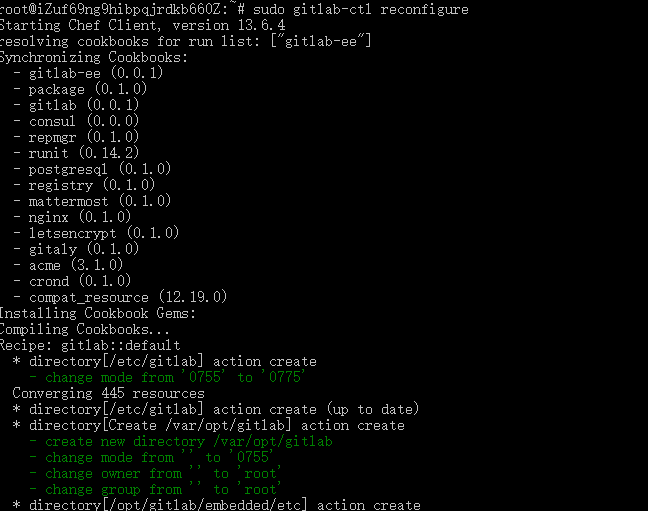 root@iZuf69ng9hibpqjrdkb660Z:~# sudo gitlab-ctl reconfigure
Starting Chef Client, version 13.6.4
resolving cookbooks for run list: ["gitlab-ee"]
Synchronizing Cookbooks:
  - gitlab-ee (0.0.1)
  - package (0.1.0)
  - gitlab (0.0.1)
  - consul (0.0.0)
  - repmgr (0.1.0)
  - runit (0.14.2)
  - postgresql (0.1.0)
  - registry (0.1.0)
  - mattermost (0.1.0)
  - nginx (0.1.0)
  - letsencrypt (0.1.0)
  - gitaly (0.1.0)
  - acme (3.1.0)
  - crond (0.1.0)
  - compat_resource (12.19.0)
Installing Cookbook Gems:
Compiling Cookbooks...
Recipe: gitlab::default
  * directory[/etc/gitlab] action create
    - change mode from '0755' to '0775'
  Converging 445 resources
  * directory[/etc/gitlab] action create (up to date)
  * directory[Create /var/opt/gitlab] action create
    - create new directory /var/opt/gitlab
    - change mode from '' to '0755'
    - change owner from '' to 'root'
    - change group from '' to 'root'
  * directory[/opt/gitlab/embedded/etc] action create